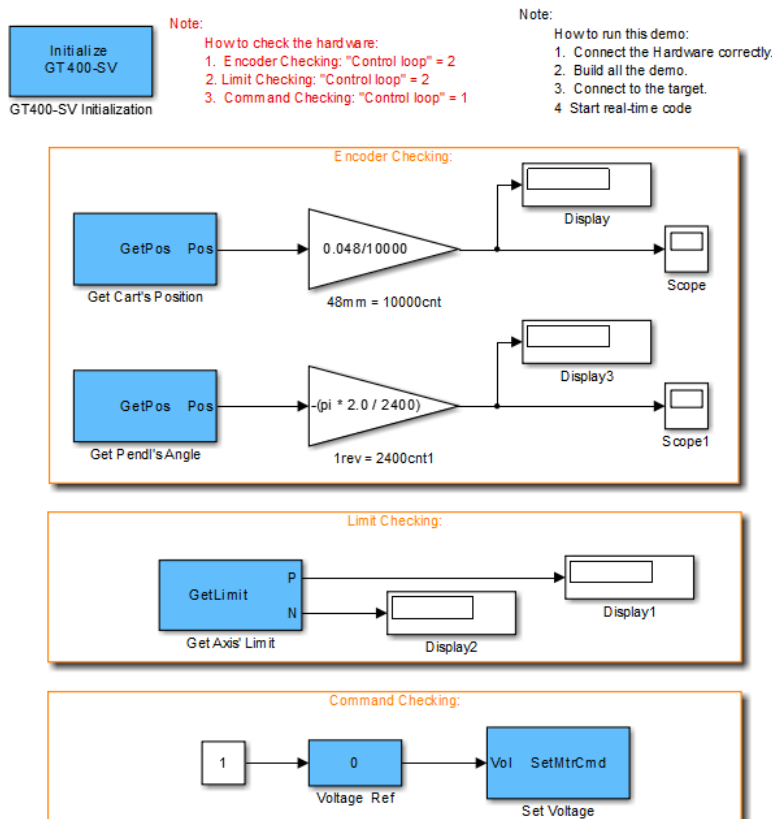 Initialize
GT400-SV
GT400-SV Initialization
Note:
How to check the hardware:
1. Encoder Checking: "Control loop" = 2
2. Limit Checking: "Control loop" = 2
3. Command Checking: "Control loop" = 1
Note:
How to run this demo:
1. Connect the Hardware correctly.
2. Build all the demo.
3. Connect to the target.
4 Start real-time code
Encoder Checking:
GetPos Pos
Get Cart's Position
0.048/10000
48mm = 10000cnt
Display
Scope
GetPos Pos
Get Pendl's Angle
-(pi * 2.0 / 2400)
1rev = 2400cnt1
Display3
Scope1
Limit Checking:
GetLimit
P
N
Get Axis' Limit
Display2
Display1
Command Checking:
1
0
Voltage Ref
Vol SetMtrCmd
Set Voltage